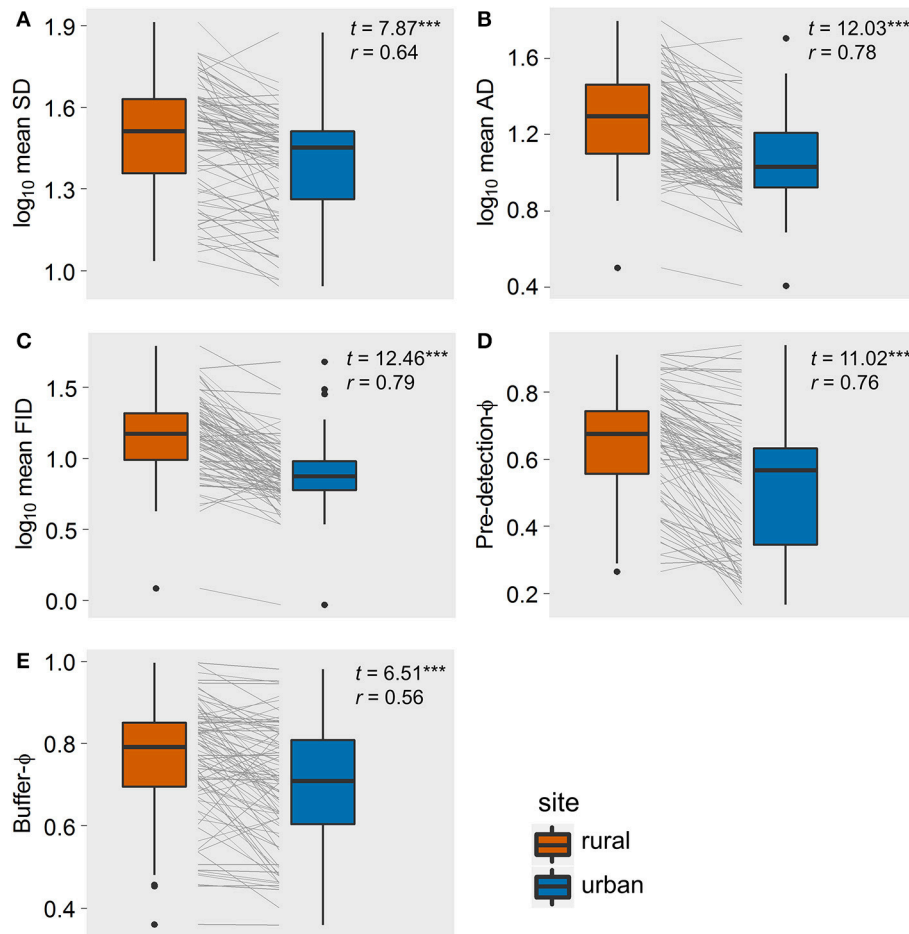 A
t = 7.87***
r = 0.64
log10 mean SD
1.9
1.6
1.3
1.0
B
t = 12.03***
r = 0.78
log10 mean AD
1.6
1.2
0.8
0.4
C
t = 12.46***
r = 0.79
log10 mean FID
1.5
1.0
0.5
0.0
D
t = 11.02***
r = 0.76
Pre-detection-ϕ
0.8
0.6
0.4
0.2
E
t = 6.51***
r = 0.56
Buffer-ϕ
1.0
0.8
0.6
0.4
site
rural
urban